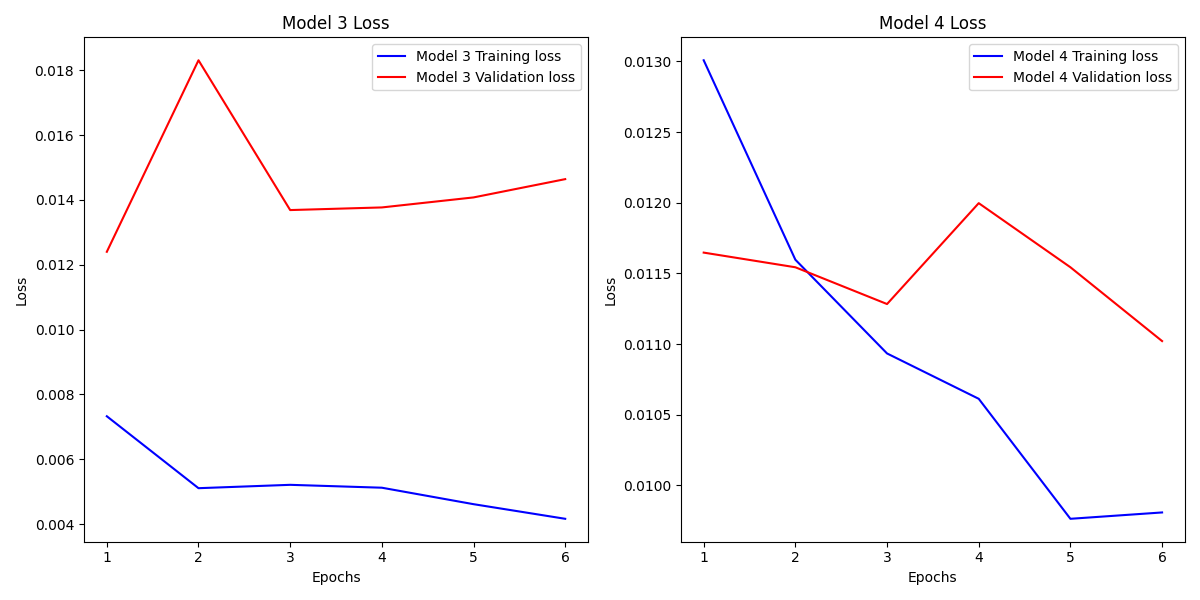 Model 3 Loss
Model 3 Training loss
Model 3 Validation loss
0.018
0.016
0.014
0.012
0.010
0.008
0.006
0.004
Loss
1 2 3 4 5 6
Epochs
Model 4 Loss
Model 4 Training loss
Model 4 Validation loss
0.0130
0.0125
0.0120
0.0115
0.0110
0.0105
0.0100
Loss
1 2 3 4 5 6
Epochs